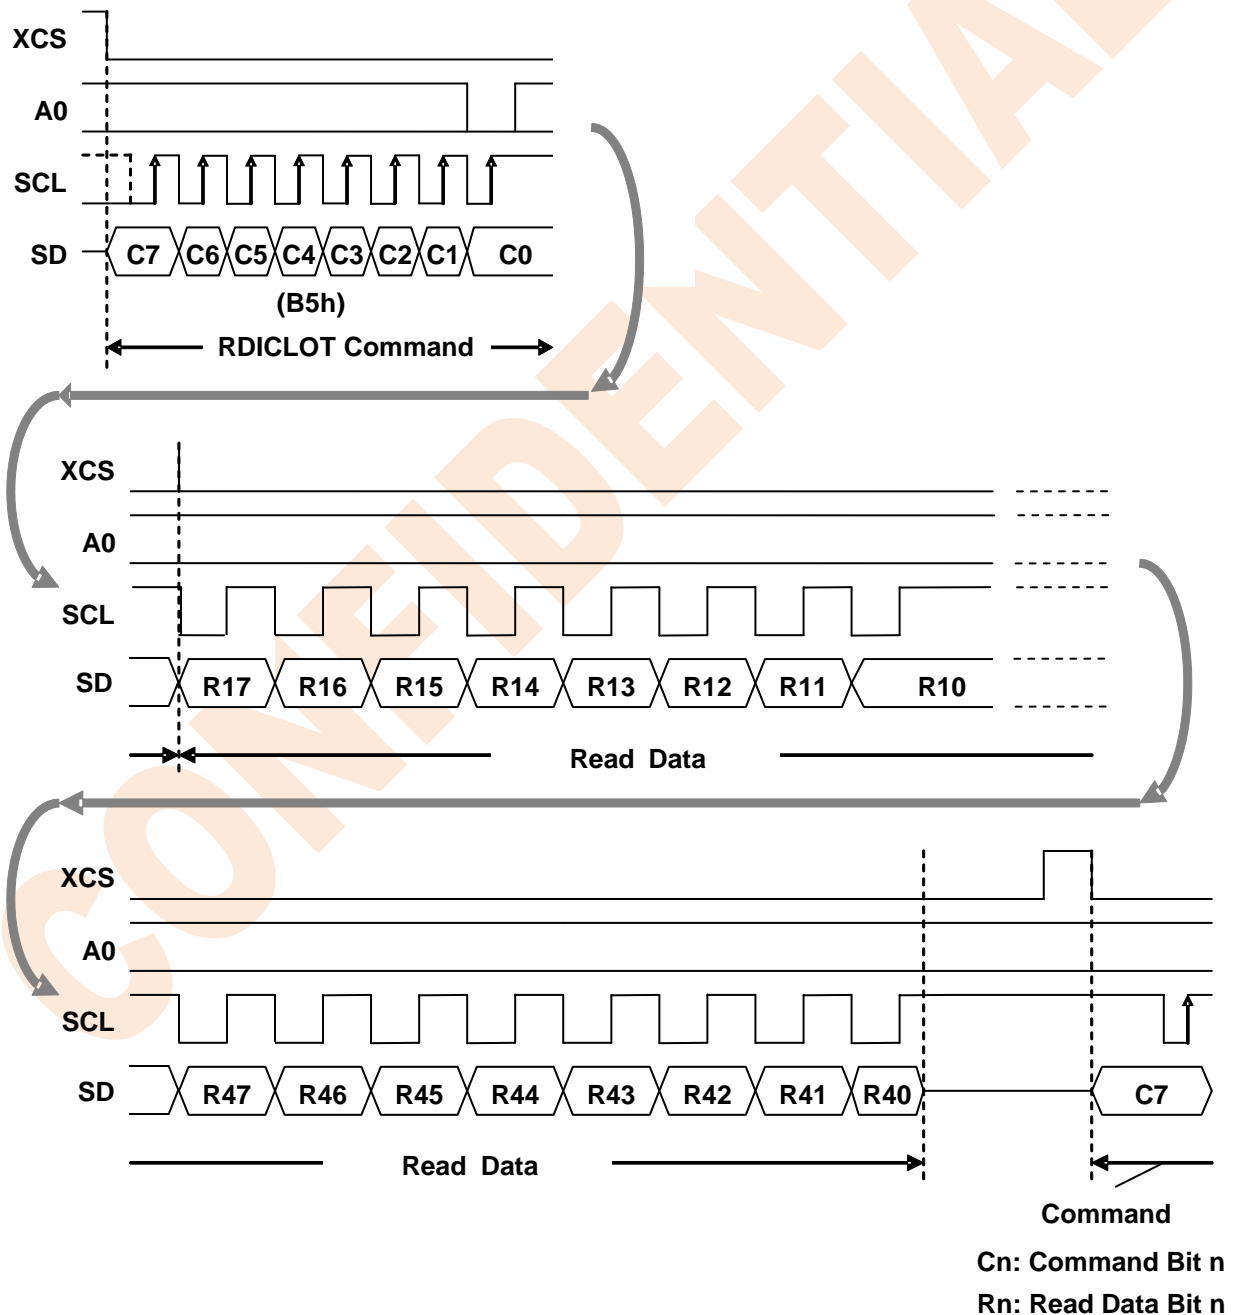 CONFIDENTIAL
XCS
A0
SCL
SD C7 C6 C5 C4 C3 C2 C1 C0
(B5h)
RDICLOT Command
XCS
A0
SCL
SD R17 R16 R15 R14 R13 R12 R11 R10
Read Data
XCS
A0
SCL
SD R47 R46 R45 R44 R43 R42 R41 R40 C7
Read Data
Command
Cn: Command Bit n
Rn: Read Data Bit n